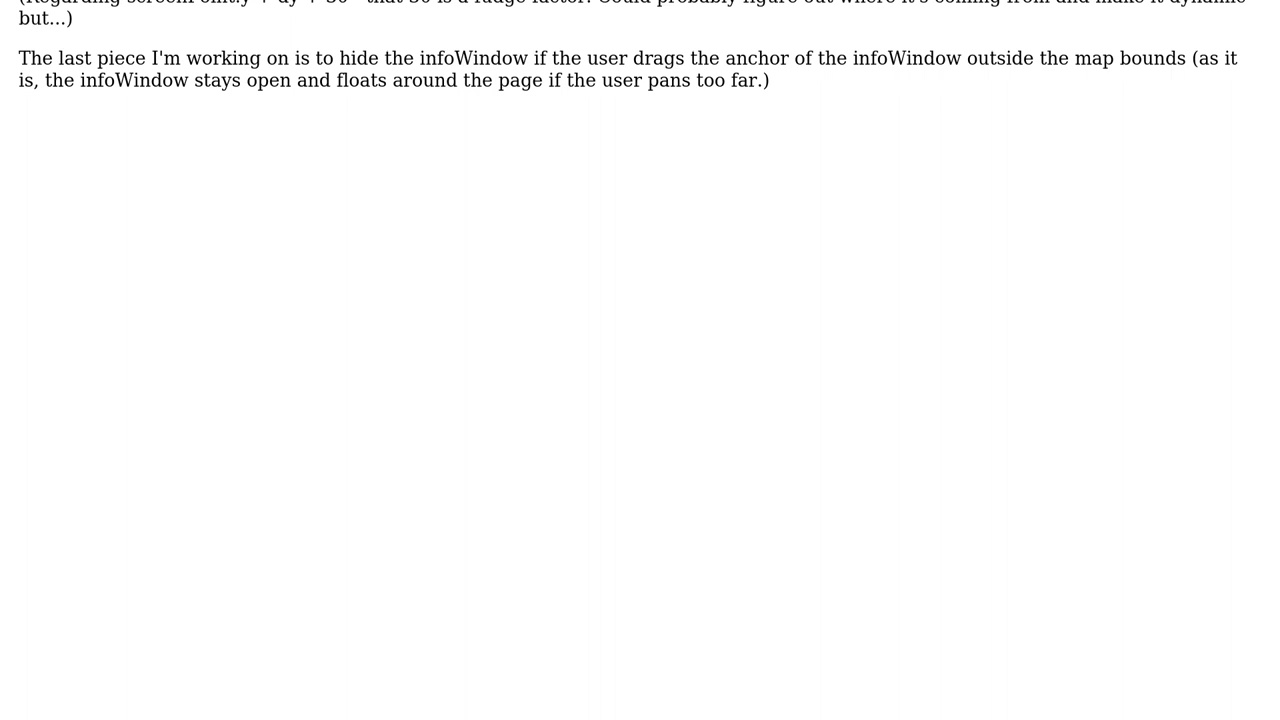 but...)
The last piece I'm working on is to hide the infoWindow if the user drags the anchor of the infoWindow outside the map bounds (as it
is, the infoWindow stays open and floats around the page if the user pans too far.)